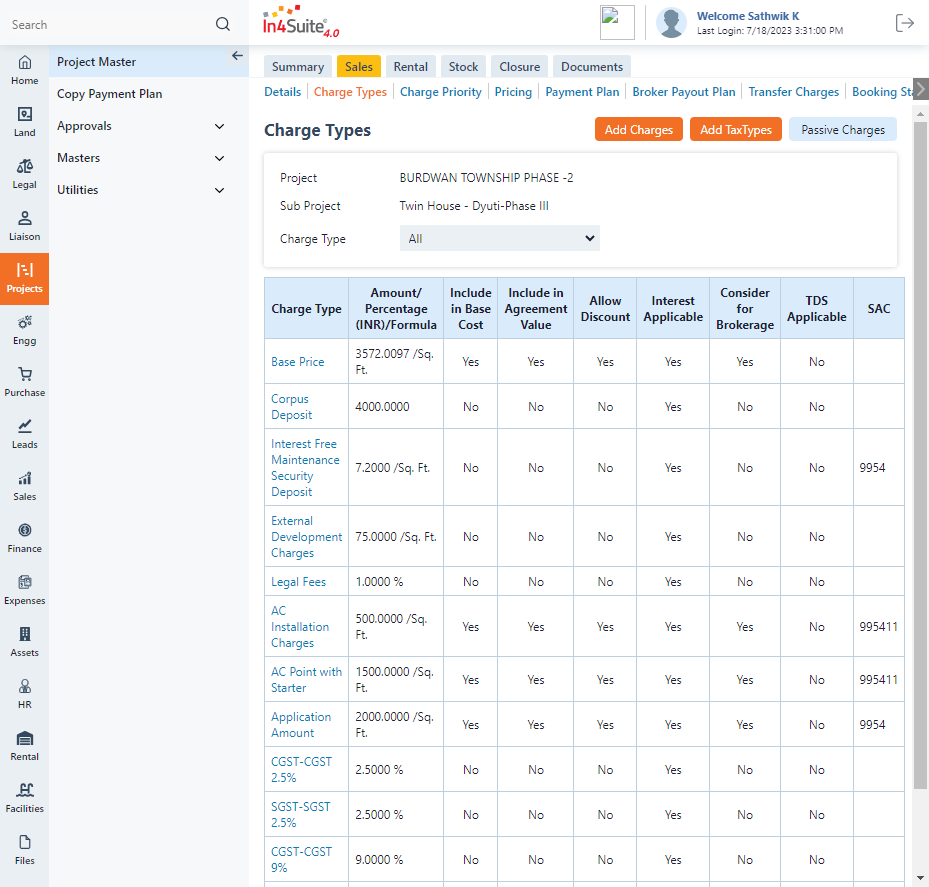 Search
In4Suite 4.0
Welcome Sathwik K
Last Login: 7/18/2023 3:31:00 PM
Home
Land
Legal
Liaison
Projects
Engg
Purchase
Leads
Sales
Finance
Expenses
Assets
HR
Rental
Facilities
Files
Project Master
Copy Payment Plan
Approvals
Masters
Utilities
Summary Sales Rental Stock Closure Documents
Details Charge Types Charge Priority Pricing Payment Plan Broker Payout Plan Transfer Charges Booking
Charge Types
Add Charges Add TaxTypes Passive Charges
Project BURDWAN TOWNSHIP PHASE -2
Sub Project Twin House - Dyuti-Phase III
Charge Type All
Charge Type Amount/ Percentage (INR)/Formula Include in Base Cost Include in Agreement Value Allow Discount Interest Applicable Consider for Brokerage TDS Applicable SAC
Base Price 3572.0097 /Sq. Ft. Yes Yes Yes Yes Yes No
Corpus Deposit 4000.0000 No No No Yes No No
Interest Free Maintenance Security Deposit 7.2000 /Sq. Ft. No No No Yes No No 9954
External Development Charges 75.0000 /Sq. Ft. No No No Yes No No
Legal Fees 1.0000 % No No No Yes No No
AC Installation Charges 500.0000 /Sq. Ft. Yes Yes Yes Yes Yes No 995411
AC Point with Starter 1500.0000 /Sq. Ft. Yes Yes Yes Yes Yes No 995411
Application Amount 2000.0000 /Sq. Ft. Yes Yes Yes Yes Yes No 9954
CGST-CGST 2.5% 2.5000 % No No No Yes No No
SGST-SGST 2.5% 2.5000 % No No No Yes No No
CGST-CGST 9% 9.0000 % No No No Yes No No